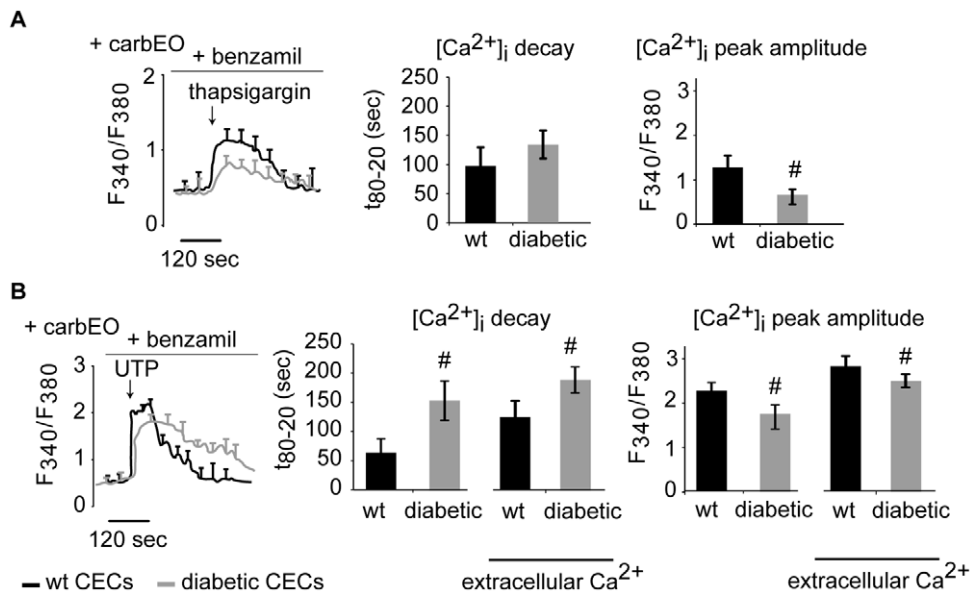 A
+ carbEO
+ benzamil
thapsigargin
F340/F380
2
1
0
120 sec
[Ca2+]i decay
t80-20 (sec)
250
200
150
100
50
0
wt diabetic
[Ca2+]i peak amplitude
F340/F380
3
2
1
0
#
wt diabetic
B
+ carbEO
+ benzamil
UTP
F340/F380
3
2
1
0
120 sec
[Ca2+]i decay
t80-20 (sec)
250
200
150
100
50
0
# #
wt diabetic wt diabetic
extracellular Ca2+
[Ca2+]i peak amplitude
F340/F380
3
2
1
0
# #
wt diabetic wt diabetic
extracellular Ca2+
wt CECs diabetic CECs